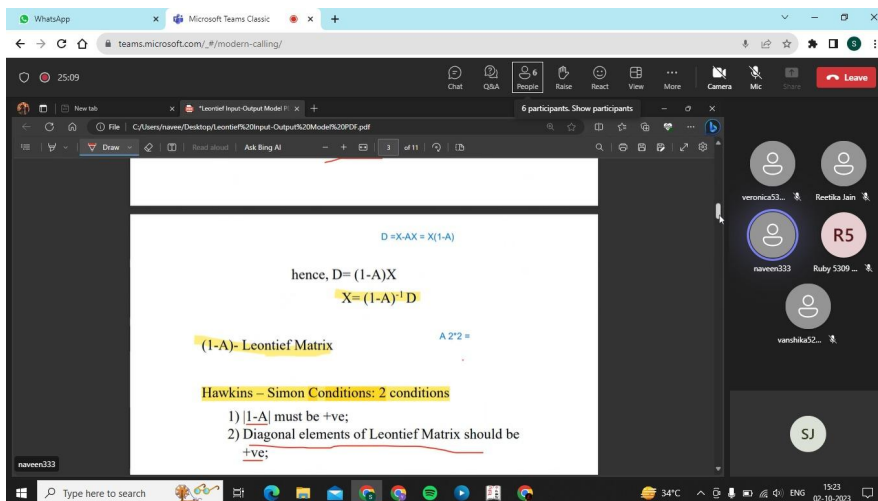 WhatsApp
Microsoft Teams Classic
teams.microsoft.com/_#/modern-calling/
25:09
Chat
Q&A
6
People
Raise
React
View
More
Camera
Mic
Share
Leave
New tab
*Leontief Input-Output Model P
6 participants. Show participants
File
C:/Users/navee/Desktop/Leontief%20Input-Output%20Model%20PDF.pdf
Draw
Read aloud
Ask Bing AI
3
of 11
D =X-AX = X(1-A)
hence, D= (1-A)X
X= (1-A)-1 D
(1-A)- Leontief Matrix
A 2*2 =
Hawkins – Simon Conditions: 2 conditions
1) |1-A| must be +ve;
2) Diagonal elements of Leontief Matrix should be
+ve;
veronica53...
Reetika Jain
naveen333
R5
Ruby 5309 ...
vanshika52...
SJ
naveen333
Type here to search
34°C
ENG
15:23
02-10-2023